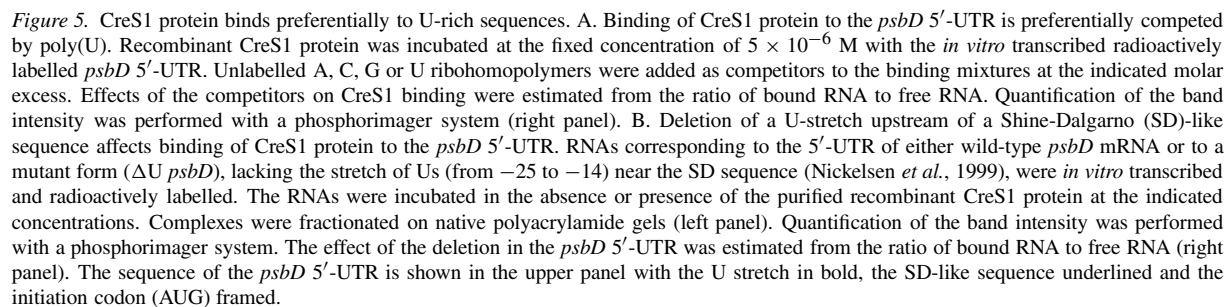 Figure 5. CreS1 protein binds preferentially to U-rich sequences. A. Binding of CreS1 protein to the psbD 5′-UTR is preferentially competed
by poly(U). Recombinant CreS1 protein was incubated at the fixed concentration of 5 × 10⁻⁶ M with the in vitro transcribed radioactively
labelled psbD 5′-UTR. Unlabelled A, C, G or U ribohomopolymers were added as competitors to the binding mixtures at the indicated molar
excess. Effects of the competitors on CreS1 binding were estimated from the ratio of bound RNA to free RNA. Quantification of the band
intensity was performed with a phosphorimager system (right panel). B. Deletion of a U-stretch upstream of a Shine-Dalgarno (SD)-like
sequence affects binding of CreS1 protein to the psbD 5′-UTR. RNAs corresponding to the 5′-UTR of either wild-type psbD mRNA or to a
mutant form (ΔU psbD), lacking the stretch of Us (from −25 to −14) near the SD sequence (Nickelsen et al., 1999), were in vitro transcribed
and radioactively labelled. The RNAs were incubated in the absence or presence of the purified recombinant CreS1 protein at the indicated
concentrations. Complexes were fractionated on native polyacrylamide gels (left panel). Quantification of the band intensity was performed
with a phosphorimager system. The effect of the deletion in the psbD 5′-UTR was estimated from the ratio of bound RNA to free RNA (right
panel). The sequence of the psbD 5′-UTR is shown in the upper panel with the U stretch in bold, the SD-like sequence underlined and the
initiation codon (AUG) framed.